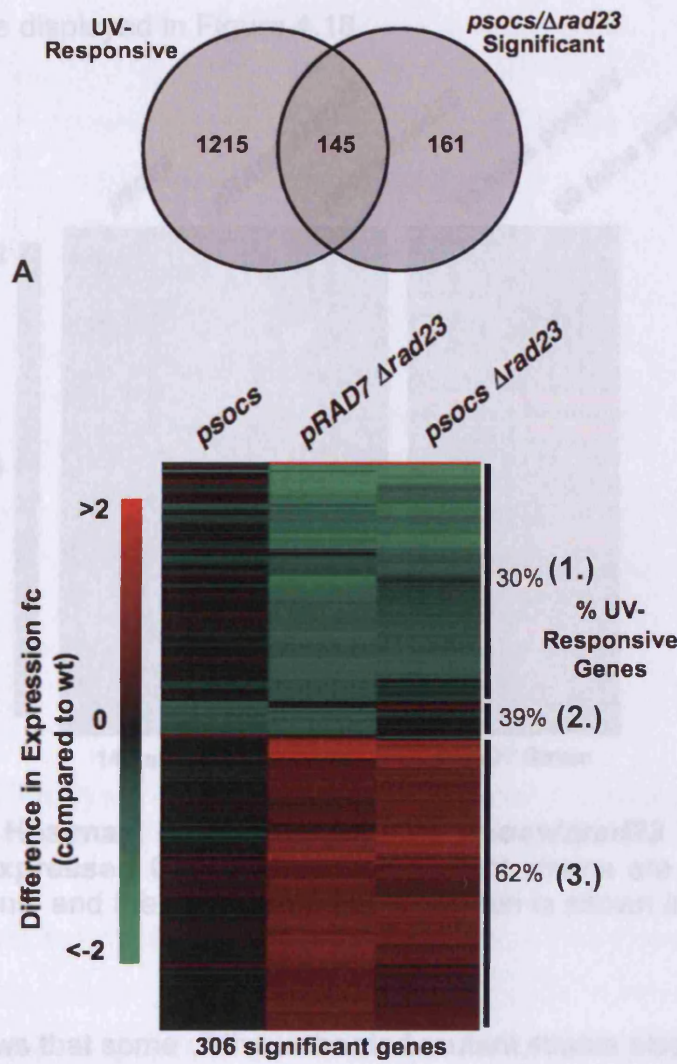 UV-
Responsive
psocs/Δrad23
Significant
1215
145
161
A
psocs
pRAD7 Δrad23
psocs Δrad23
>2
0
<-2
Difference in Expression fc
(compared to wt)
30% (1.)
% UV-
Responsive
Genes
39% (2.)
62% (3.)
306 significant genes